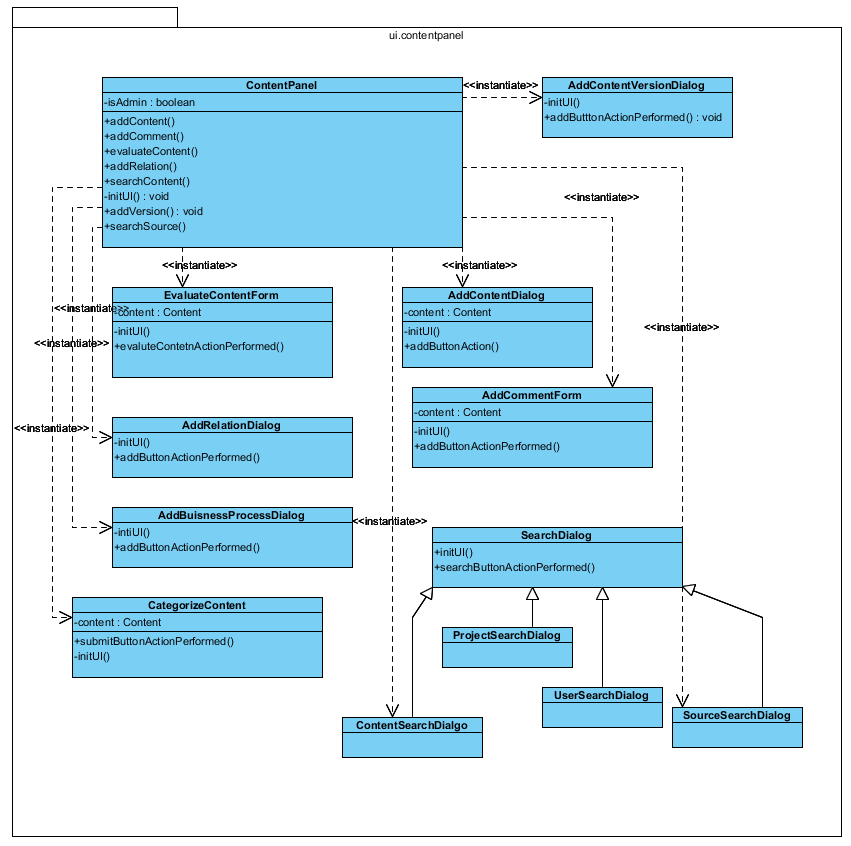 ui.contentpanel
ContentPanel
-isAdmin : boolean
+addContent()
+addComment()
+evaluateContent()
+addRelation()
+searchContent()
-initUI() : void
+addVersion() : void
+searchSource()
<<instantiate>>
AddContentVersionDialog
-initUI()
+addButttonActionPerformed() : void
<<instantiate>>
<<instantiate>>
<<instantiate>>
EvaluateContentForm
-content : Content
-initUI()
+evaluteContetnActionPerformed()
AddContentDialog
-content : Content
-initUI()
+addButtonAction()
<<instantiate>>
<<instantiate>>
<<instantiate>>
AddCommentForm
-content : Content
-initUI()
+addButtonActionPerformed()
<<instantiate>>
AddRelationDialog
-initUI()
+addButtonActionPerformed()
AddBuisnessProcessDialog
-intiUI()
+addButtonActionPerformed()
<<instantiate>>
SearchDialog
+initUI()
+searchButtonActionPerformed()
CategorizeContent
-content : Content
+submitButtonActionPerformed()
-initUI()
ProjectSearchDialog
UserSearchDialog
ContentSearchDialgo
SourceSearchDialog